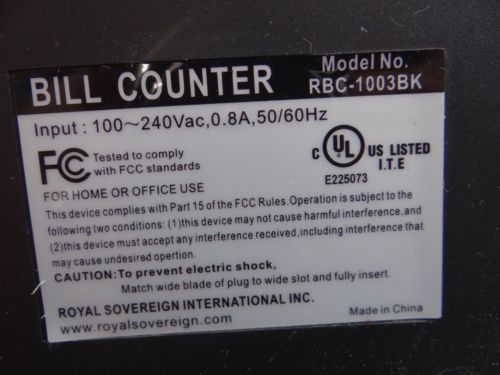 BILL COUNTER
Model No.
RBC-1003BK
Input : 100~240Vac,0.8A,50/60Hz
FC Tested to comply
with FCC standards
FOR HOME OR OFFICE USE
C UL US LISTED
I.T.E
E225073
This device complies with Part 15 of the FCC Rules. Operation is subject to the
following two conditions: (1)this device may not cause harmful interference,and
(2)this device must accept any interference received, including interference that
may cause undesired opertion.
CAUTION: To prevent electric shock,
Match wide blade of plug to wide slot and fully insert.
ROYAL SOVEREIGN INTERNATIONAL INC.
www.royalsovereign.com
Made in China